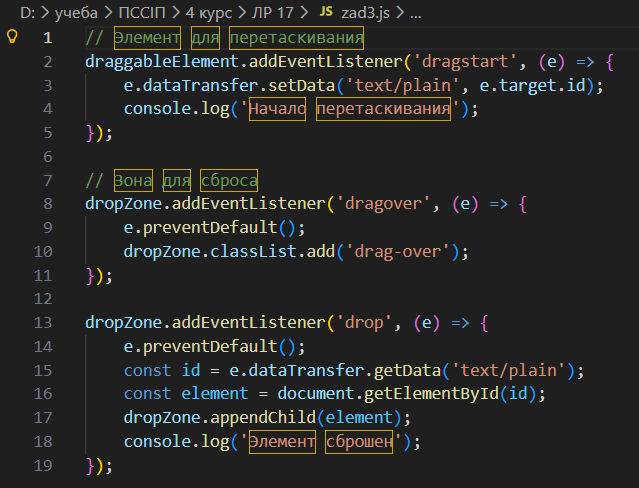 D: > учеба > ПССІП > 4 курс > ЛР 17 > JS zad3.js > ...
1 // Элемент для перетаскивания
2 draggableElement.addEventListener('dragstart', (e) => {
3     e.dataTransfer.setData('text/plain', e.target.id);
4     console.log('Начало перетаскивания');
5 });
6
7 // Зона для сброса
8 dropZone.addEventListener('dragover', (e) => {
9     e.preventDefault();
10     dropZone.classList.add('drag-over');
11 });
12
13 dropZone.addEventListener('drop', (e) => {
14     e.preventDefault();
15     const id = e.dataTransfer.getData('text/plain');
16     const element = document.getElementById(id);
17     dropZone.appendChild(element);
18     console.log('Элемент сброшен');
19 });